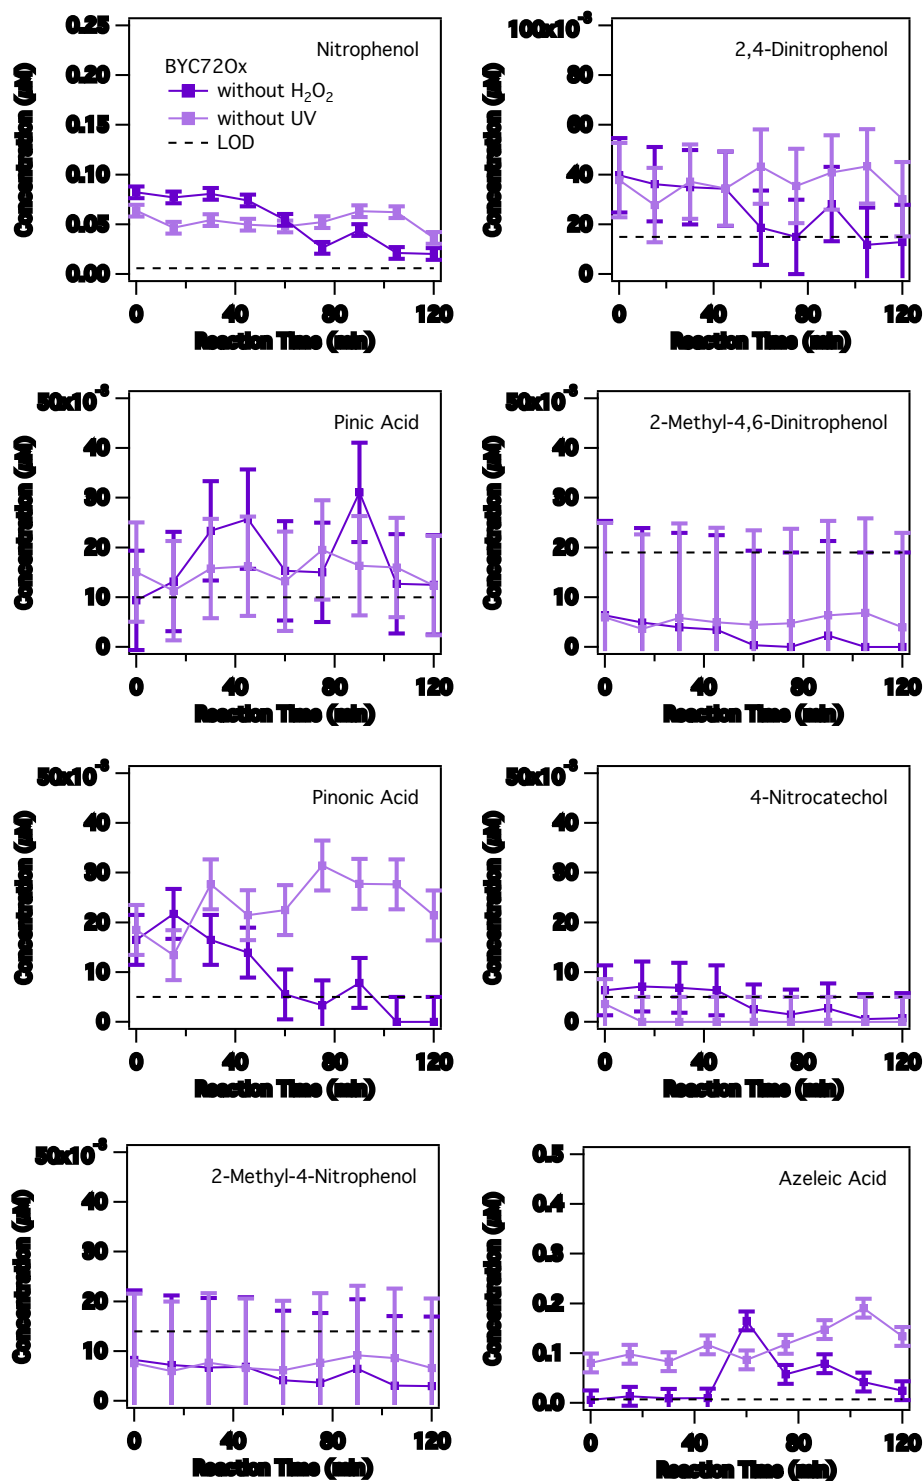 Nitrophenol
BYC72Ox
without H₂O₂
without UV
LOD
0.25
0.20
0.15
0.10
0.05
0.00
Concentration (µM)
0 40 80 120
Reaction Time (min)
2,4-Dinitrophenol
100x10⁻³
80
60
40
20
0
Concentration (µM)
0 40 80 120
Reaction Time (min)
Pinic Acid
50x10⁻³
40
30
20
10
0
Concentration (µM)
0 40 80 120
Reaction Time (min)
2-Methyl-4,6-Dinitrophenol
50x10⁻³
40
30
20
10
0
Concentration (µM)
0 40 80 120
Reaction Time (min)
Pinonic Acid
50x10⁻³
40
30
20
10
0
Concentration (µM)
0 40 80 120
Reaction Time (min)
4-Nitrocatechol
50x10⁻³
40
30
20
10
0
Concentration (µM)
0 40 80 120
Reaction Time (min)
2-Methyl-4-Nitrophenol
50x10⁻³
40
30
20
10
0
Concentration (µM)
0 40 80 120
Reaction Time (min)
Azeleic Acid
0.5
0.4
0.3
0.2
0.1
0.0
Concentration (µM)
0 40 80 120
Reaction Time (min)